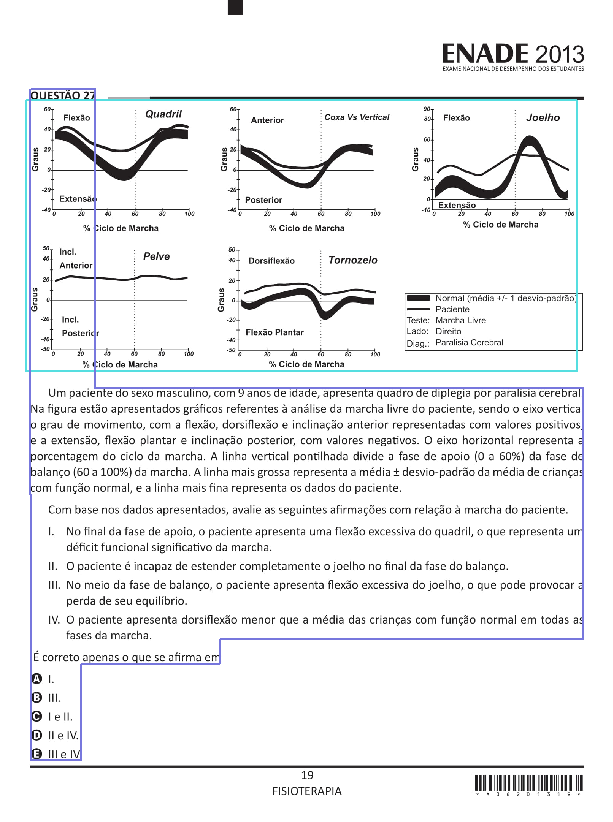 ENADE 2013
EXAME NACIONAL DE DESEMPENHO DOS ESTUDANTES
QUESTÃO 27
Flexão Quadril
Graus
Extensão
% Ciclo de Marcha
Anterior Coxa Vs Vertical
Graus
Posterior
% Ciclo de Marcha
Flexão Joelho
Graus
Extensão
% Ciclo de Marcha
Incl.
Anterior Pelve
Graus
Incl.
Posterior
% Ciclo de Marcha
Dorsiflexão Tornozelo
Graus
Flexão Plantar
% Ciclo de Marcha
Normal (média +/- 1 desvio-padrão)
Paciente
Teste: Marcha Livre
Lado: Direito
Diag.: Paralisia Cerebral
Um paciente do sexo masculino, com 9 anos de idade, apresenta quadro de diplegia por paralisia cerebral.
Na figura estão apresentados gráficos referentes à análise da marcha livre do paciente, sendo o eixo vertical
o grau de movimento, com a flexão, dorsiflexão e inclinação anterior representadas com valores positivos,
e a extensão, flexão plantar e inclinação posterior, com valores negativos. O eixo horizontal representa a
porcentagem do ciclo da marcha. A linha vertical pontilhada divide a fase de apoio (0 a 60%) da fase de
balanço (60 a 100%) da marcha. A linha mais grossa representa a média ± desvio-padrão da média de crianças
com função normal, e a linha mais fina representa os dados do paciente.
Com base nos dados apresentados, avalie as seguintes afirmações com relação à marcha do paciente.
I. No final da fase de apoio, o paciente apresenta uma flexão excessiva do quadril, o que representa um
déficit funcional significativo da marcha.
II. O paciente é incapaz de estender completamente o joelho no final da fase do balanço.
III. No meio da fase de balanço, o paciente apresenta flexão excessiva do joelho, o que pode provocar a
perda de seu equilíbrio.
IV. O paciente apresenta dorsiflexão menor que a média das crianças com função normal em todas as
fases da marcha.
É correto apenas o que se afirma em
A I.
B III.
C I e II.
D II e IV.
E III e IV.
19
FISIOTERAPIA